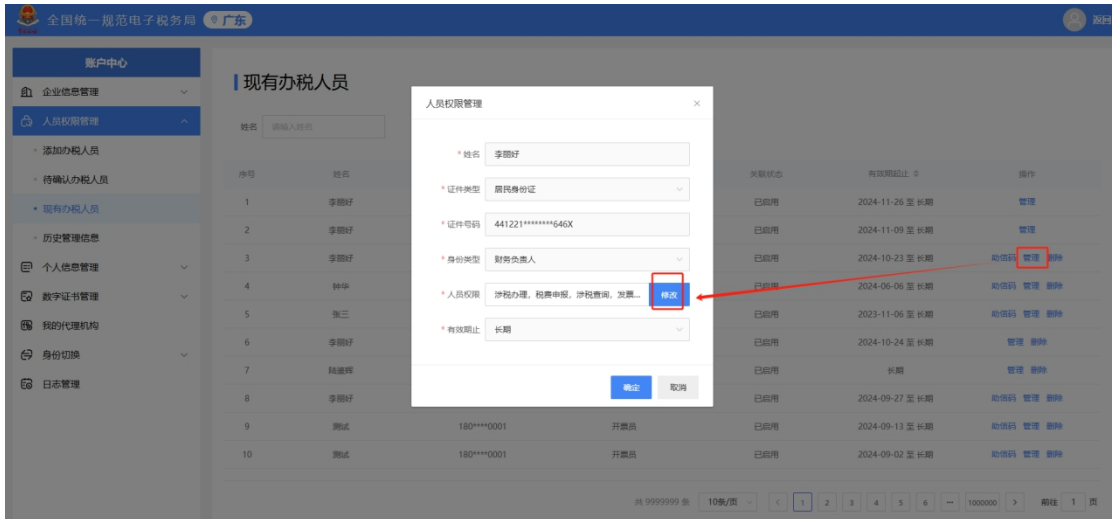 全国统一规范电子税务局 广东 返回
账户中心
企业信息管理
人员权限管理
添加办税人员
待确认办税人员
现有办税人员
历史管理信息
个人信息管理
数字证书管理
我的代理机构
身份切换
日志管理
现有办税人员
姓名 请输入姓名
序号 姓名 关联状态 有效期起止 操作
1 李丽好 已启用 2024-11-26 至 长期 管理
2 李丽好 已启用 2024-11-09 至 长期 管理
3 李丽好 已启用 2024-10-23 至 长期 助信码 管理 删除
4 钟华 已启用 2024-06-06 至 长期 助信码 管理 删除
5 张三 已启用 2023-11-06 至 长期 助信码 管理 删除
6 李丽好 已启用 2024-10-24 至 长期 管理 删除
7 已启用 长期 管理 删除
8 李丽好 已启用 2024-09-27 至 长期 助信码 管理 删除
9 测试 180****0001 开票员 已启用 2024-09-13 至 长期 助信码 管理 删除
10 测试 180****0001 开票员 已启用 2024-09-02 至 长期 助信码 管理 删除
共 9999999 条 10条/页 < 1 2 3 4 5 6 ··· 1000000 > 前往 1 页
人员权限管理 ×
* 姓名 李丽好
* 证件类型 居民身份证
* 证件号码 441221********646X
* 身份类型 财务负责人
* 人员权限 涉税办理，税费申报，涉税查询，发票... 修改
* 有效期止 长期
确定 取消